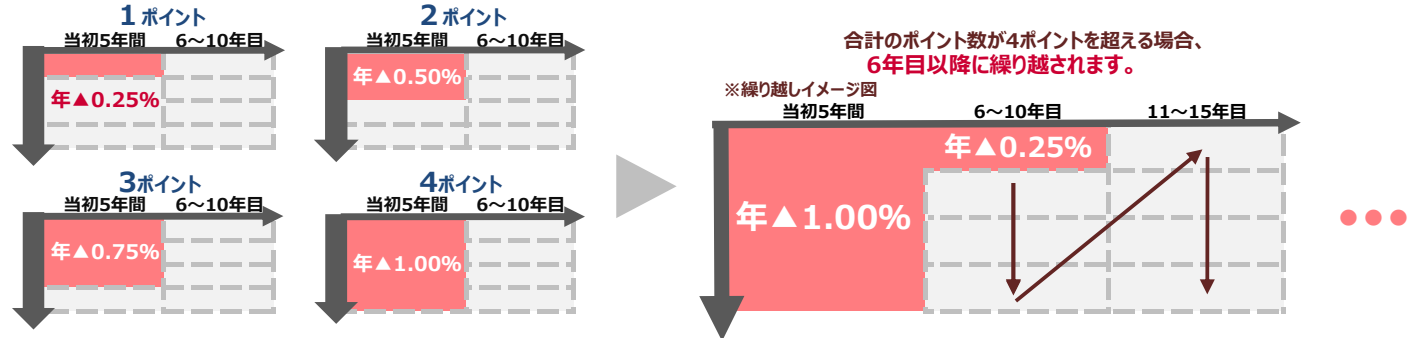 1ポイント
当初5年間 6～10年目
年▲0.25%
2ポイント
当初5年間 6～10年目
年▲0.50%
3ポイント
当初5年間 6～10年目
年▲0.75%
4ポイント
当初5年間 6～10年目
年▲1.00%
合計のポイント数が4ポイントを超える場合、
6年目以降に繰り越されます。
※繰り越しイメージ図
当初5年間 6～10年目 11～15年目
年▲0.25%
年▲1.00%